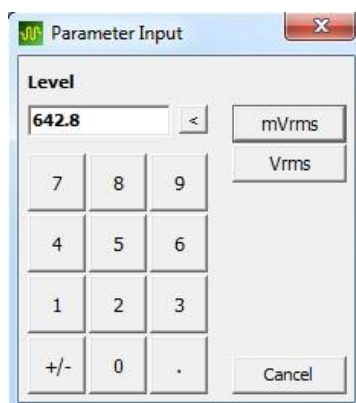 Parameter Input
X
Level
642.8 < mVrms
Vrms
7 8 9
4 5 6
1 2 3
+/- 0 . Cancel